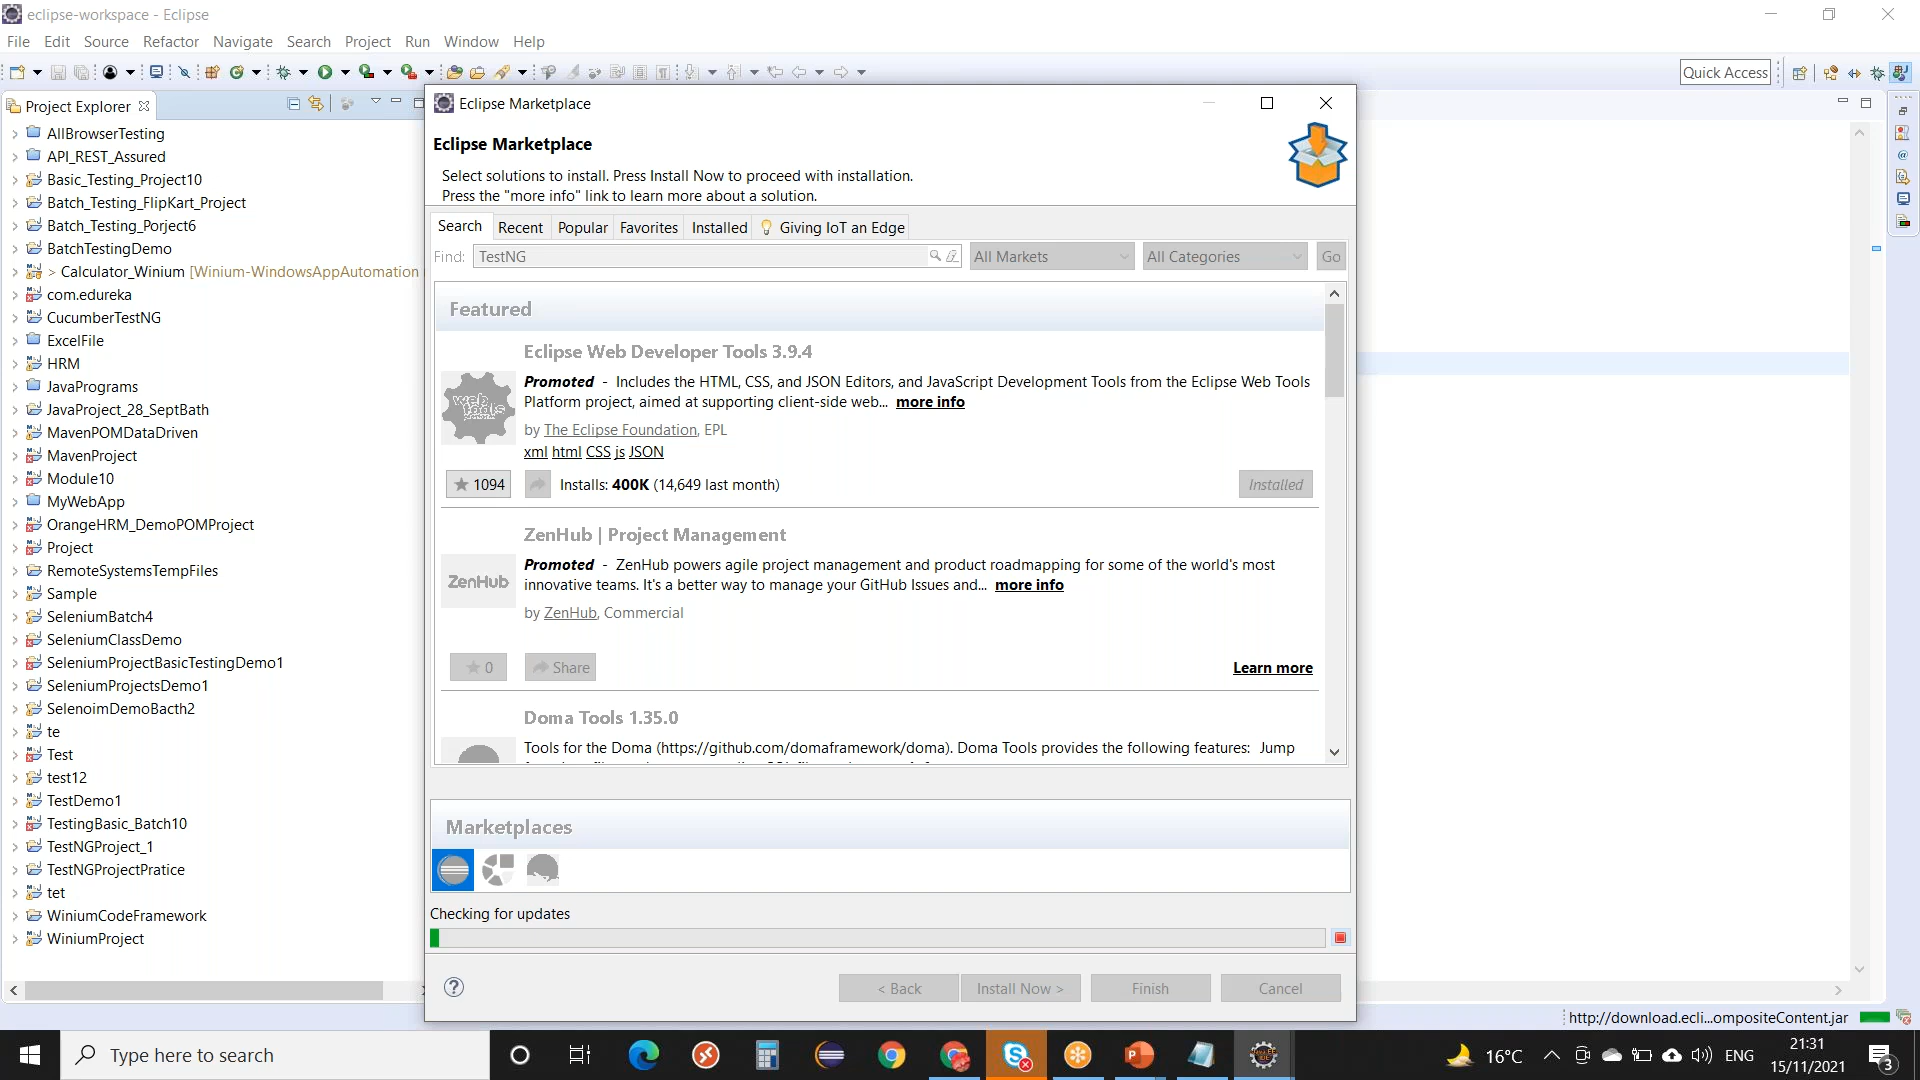 eclipse-workspace - Eclipse
File Edit Source Refactor Navigate Search Project Run Window Help
Quick Access
Project Explorer
AllBrowserTesting
API_REST_Assured
Basic_Testing_Project10
Batch_Testing_FlipKart_Project
Batch_Testing_Porject6
BatchTestingDemo
> Calculator_Winium [Winium-WindowsAppAutomation
com.edureka
CucumberTestNG
ExcelFile
HRM
JavaPrograms
JavaProject_28_SeptBath
MavenPOMDataDriven
MavenProject
Module10
MyWebApp
OrangeHRM_DemoPOMProject
Project
RemoteSystemsTempFiles
Sample
SeleniumBatch4
SeleniumClassDemo
SeleniumProjectBasicTestingDemo1
SeleniumProjectsDemo1
SelenoimDemoBacth2
te
Test
test12
TestDemo1
TestingBasic_Batch10
TestNGProject_1
TestNGProjectPratice
tet
WiniumCodeFramework
WiniumProject
Eclipse Marketplace
Eclipse Marketplace
Select solutions to install. Press Install Now to proceed with installation.
Press the "more info" link to learn more about a solution.
Search Recent Popular Favorites Installed Giving IoT an Edge
Find: TestNG All Markets All Categories Go
Featured
Eclipse Web Developer Tools 3.9.4
web tools
Promoted - Includes the HTML, CSS, and JSON Editors, and JavaScript Development Tools from the Eclipse Web Tools
Platform project, aimed at supporting client-side web... more info
by The Eclipse Foundation, EPL
xml html CSS js JSON
1094 Installs: 400K (14,649 last month) Installed
ZenHub | Project Management
ZenHub
Promoted - ZenHub powers agile project management and product roadmapping for some of the world's most
innovative teams. It's a better way to manage your GitHub Issues and... more info
by ZenHub, Commercial
0 Share Learn more
Doma Tools 1.35.0
Tools for the Doma (https://github.com/domaframework/doma). Doma Tools provides the following features: Jump
Marketplaces
Checking for updates
< Back Install Now > Finish Cancel
http://download.ecli...ompositeContent.jar
Type here to search
16°C ENG
21:31
15/11/2021
3